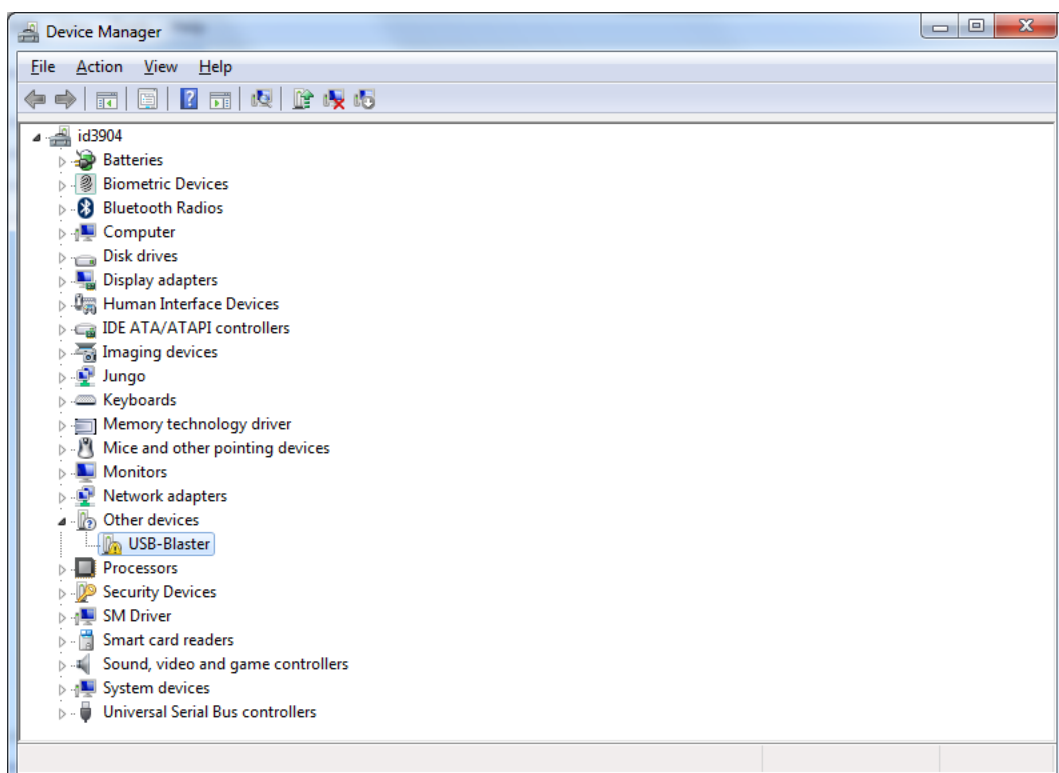 Device Manager
File Action View Help
id3904
Batteries
Biometric Devices
Bluetooth Radios
Computer
Disk drives
Display adapters
Human Interface Devices
IDE ATA/ATAPI controllers
Imaging devices
Jungo
Keyboards
Memory technology driver
Mice and other pointing devices
Monitors
Network adapters
Other devices
USB-Blaster
Processors
Security Devices
SM Driver
Smart card readers
Sound, video and game controllers
System devices
Universal Serial Bus controllers